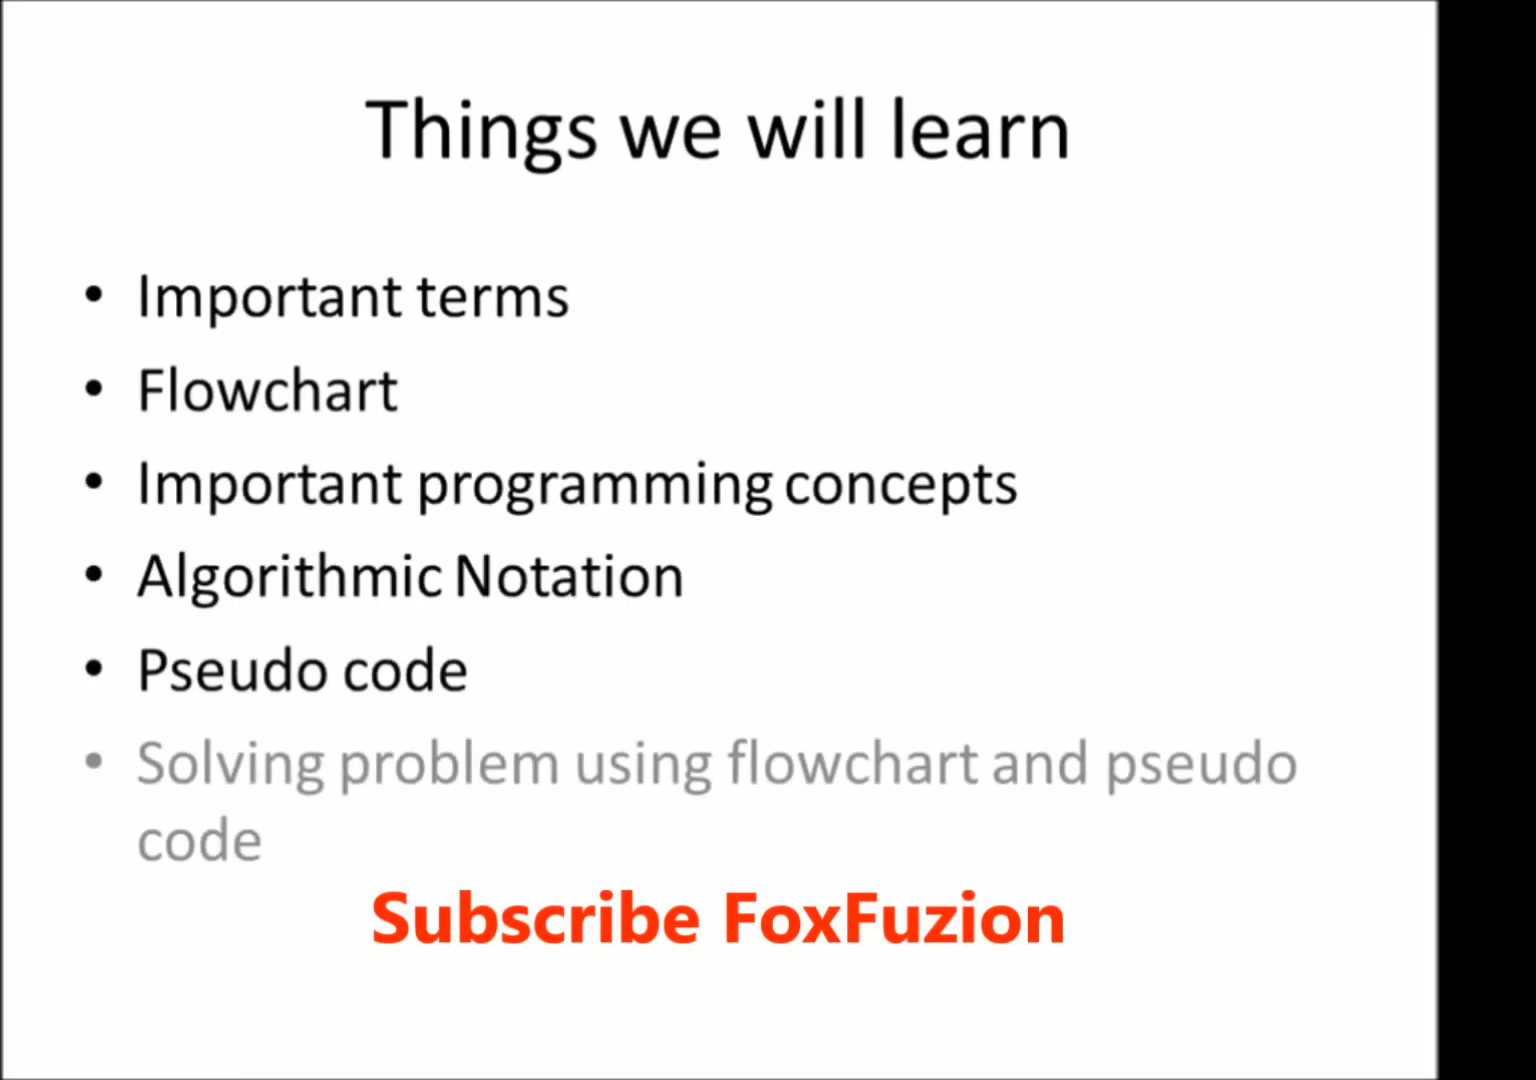 Things we will learn
• Important terms
• Flowchart
• Important programming concepts
• Algorithmic Notation
• Pseudo code
• Solving problem using flowchart and pseudo
code
Subscribe FoxFuzion